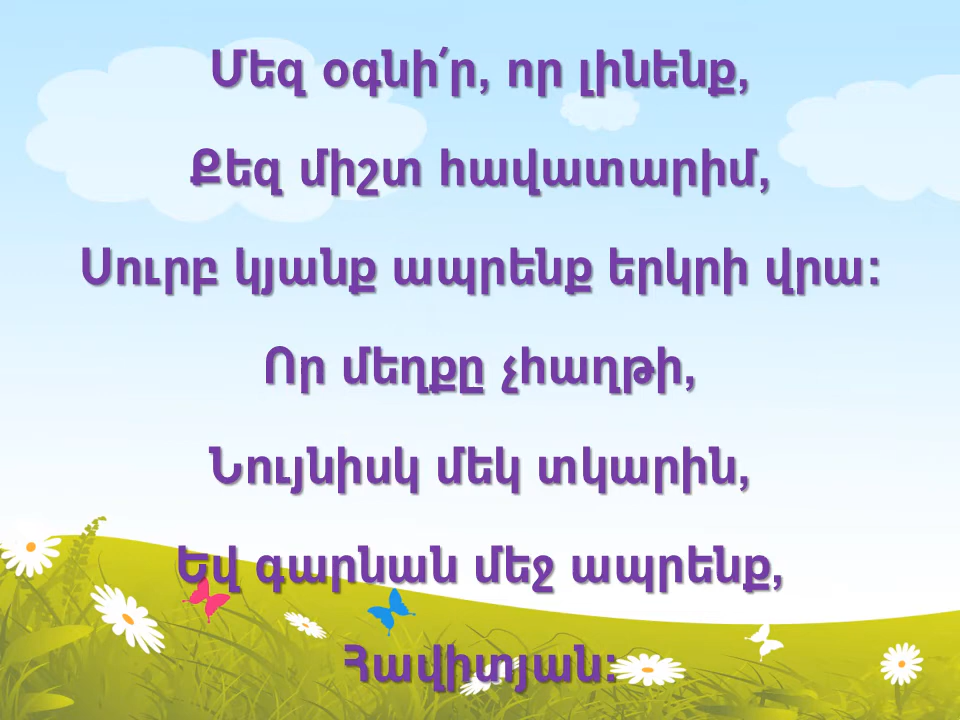 Մեզ օգնի՛ր, որ լինենք,
Քեզ միշտ հավատարիմ,
Սուրբ կյանք ապրենք երկրի վրա:
Որ մեղքը չհաղթի,
Նույնիսկ մեկ տկարին,
Եվ գարնան մեջ ապրենք,
Հավիտյան: